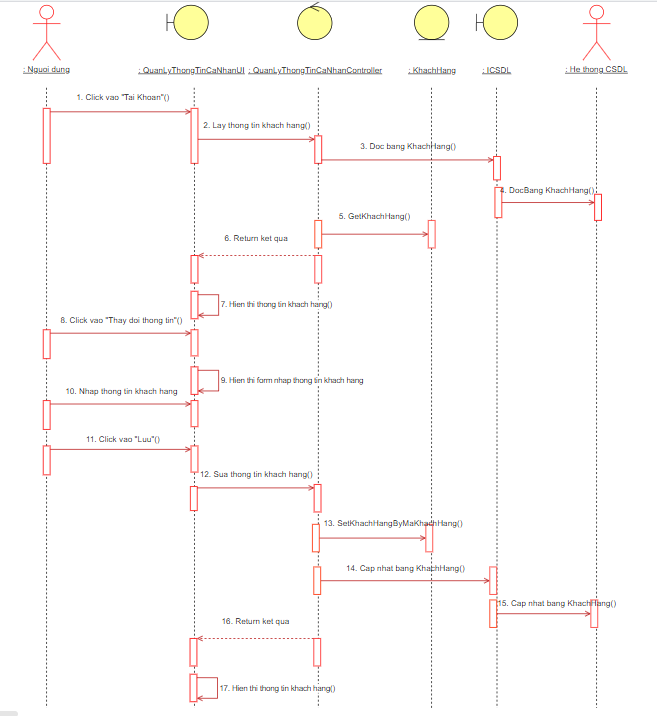 : Nguoi dung
: QuanLyThongTinCaNhanUI
: QuanLyThongTinCaNhanController
: KhachHang
: ICSDL
: He thong CSDL
1. Click vao "Tai Khoan"()
2. Lay thong tin khach hang()
3. Doc bang KhachHang()
4. DocBang KhachHang()
5. GetKhachHang()
6. Return ket qua
7. Hien thi thong tin khach hang()
8. Click vao "Thay doi thong tin"()
9. Hien thi form nhap thong tin khach hang
10. Nhap thong tin khach hang
11. Click vao "Luu"()
12. Sua thong tin khach hang()
13. SetKhachHangByMaKhachHang()
14. Cap nhat bang KhachHang()
15. Cap nhat bang KhachHang()
16. Return ket qua
17. Hien thi thong tin khach hang()